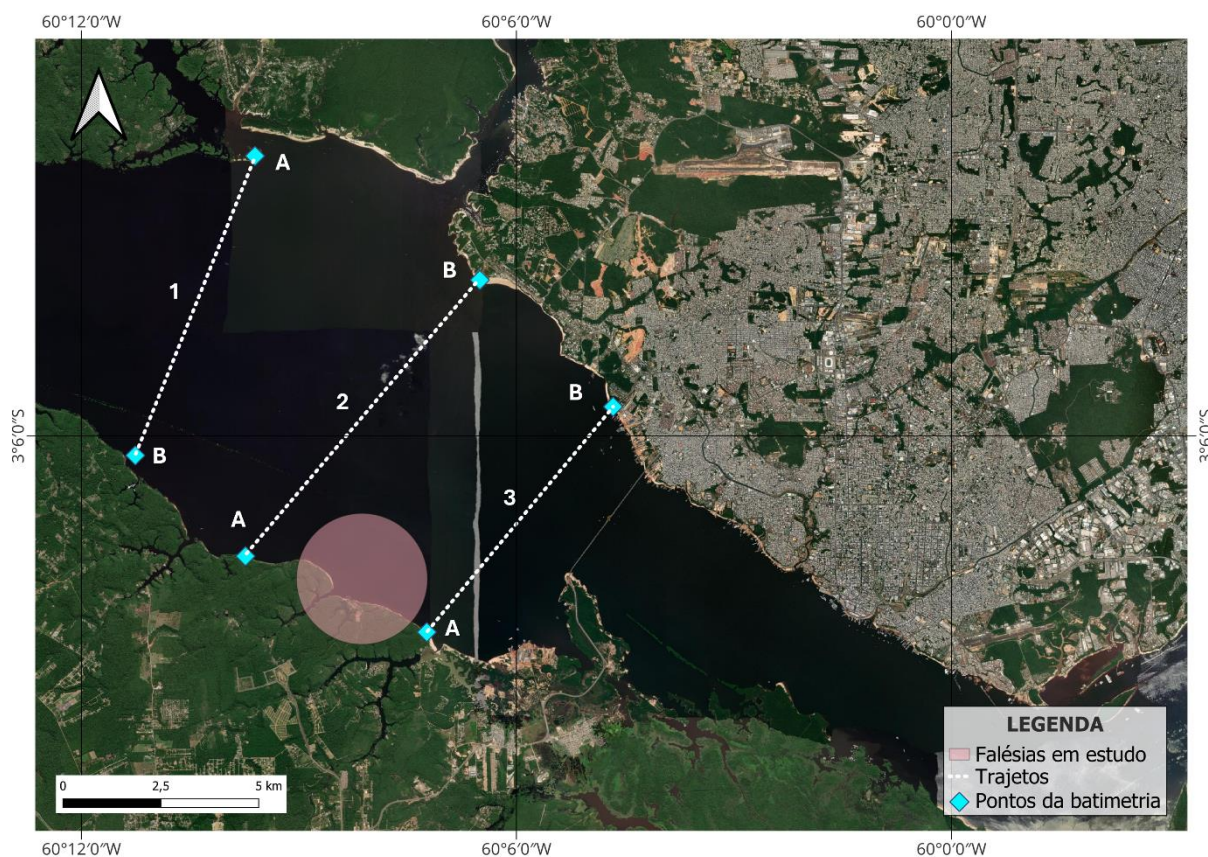 60°12′0″W 60°6′0″W 60°0′0″W
A
B
1
2
B
3°6′0″S 3°6′0″S
B
3
A
A
LEGENDA
Falésias em estudo
Trajetos
Pontos da batimetria
0 2,5 5 km
60°12′0″W 60°6′0″W 60°0′0″W